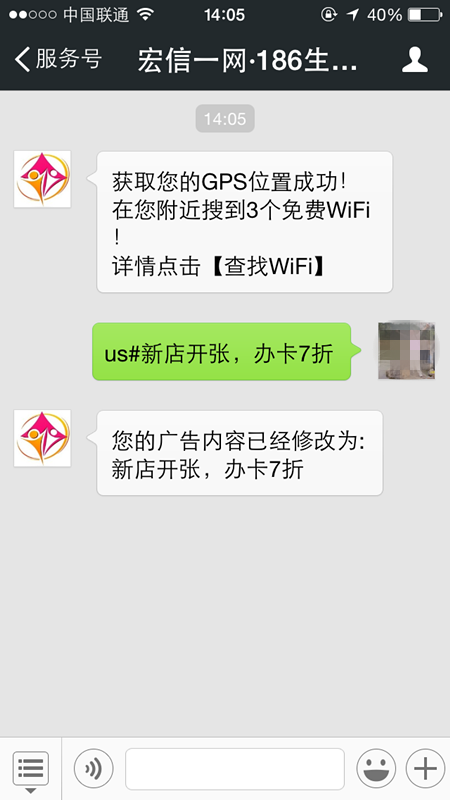 中国联通 14:05 40%
服务号 宏信一网·186生...
14:05
获取您的GPS位置成功！
在您附近搜到3个免费WiFi
！
详情点击【查找WiFi】
us#新店开张，办卡7折
您的广告内容已经修改为:
新店开张，办卡7折